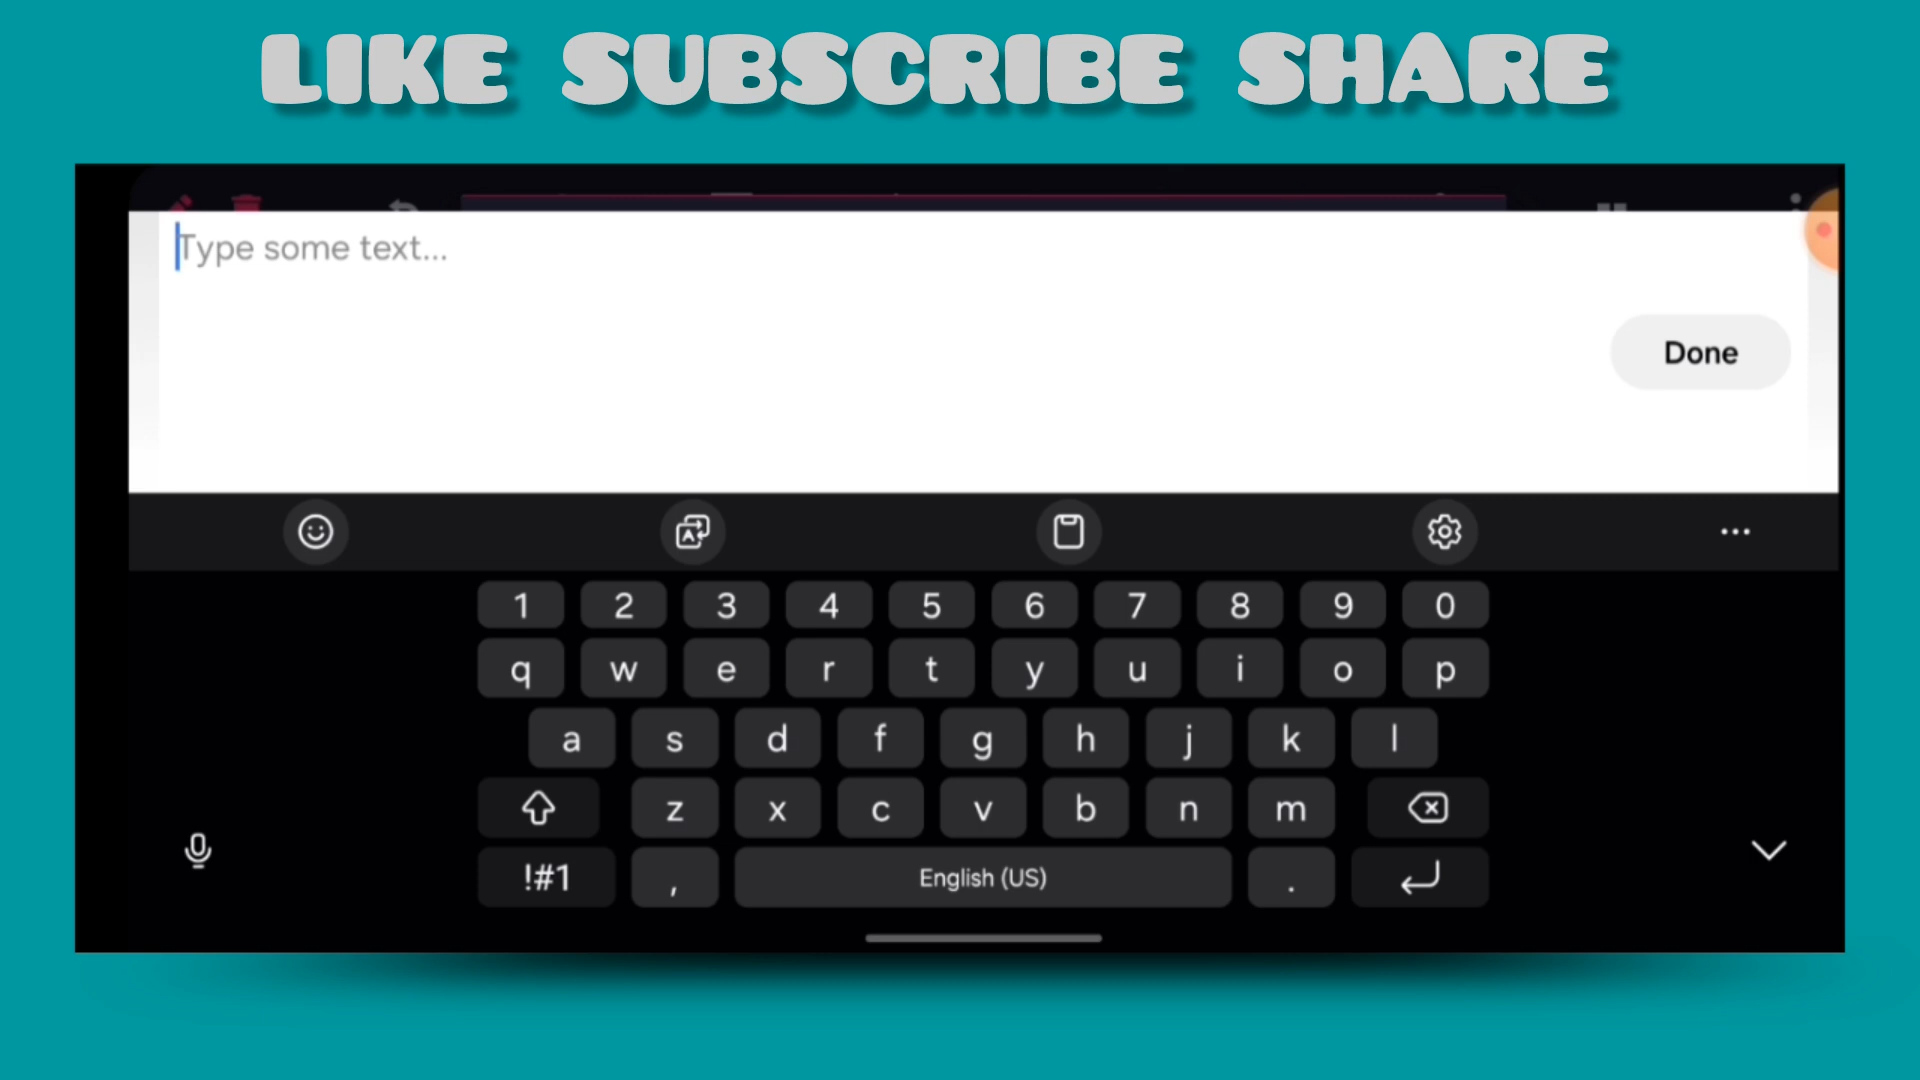 LIKE SUBSCRIBE SHARE
Type some text...
Done
1 2 3 4 5 6 7 8 9 0
q w e r t y u i o p
a s d f g h j k l
z x c v b n m
!#1 , English (US) .